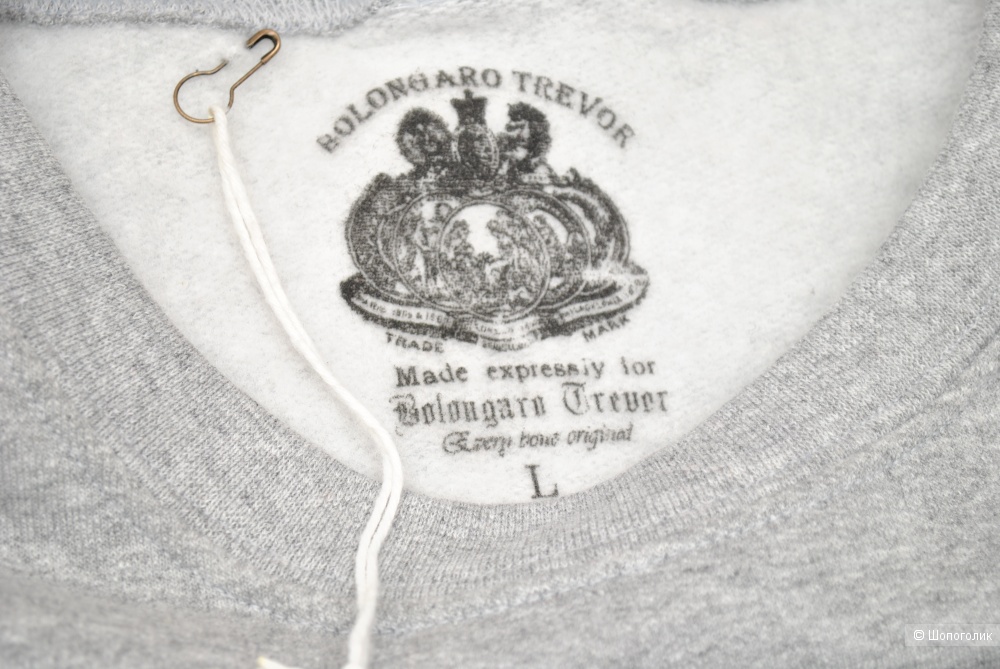 BOLONGARO TREVOR
TRADE MARK
Made expressly for
Bolongaro Trevor
Every bone original
L
© Шопоголик